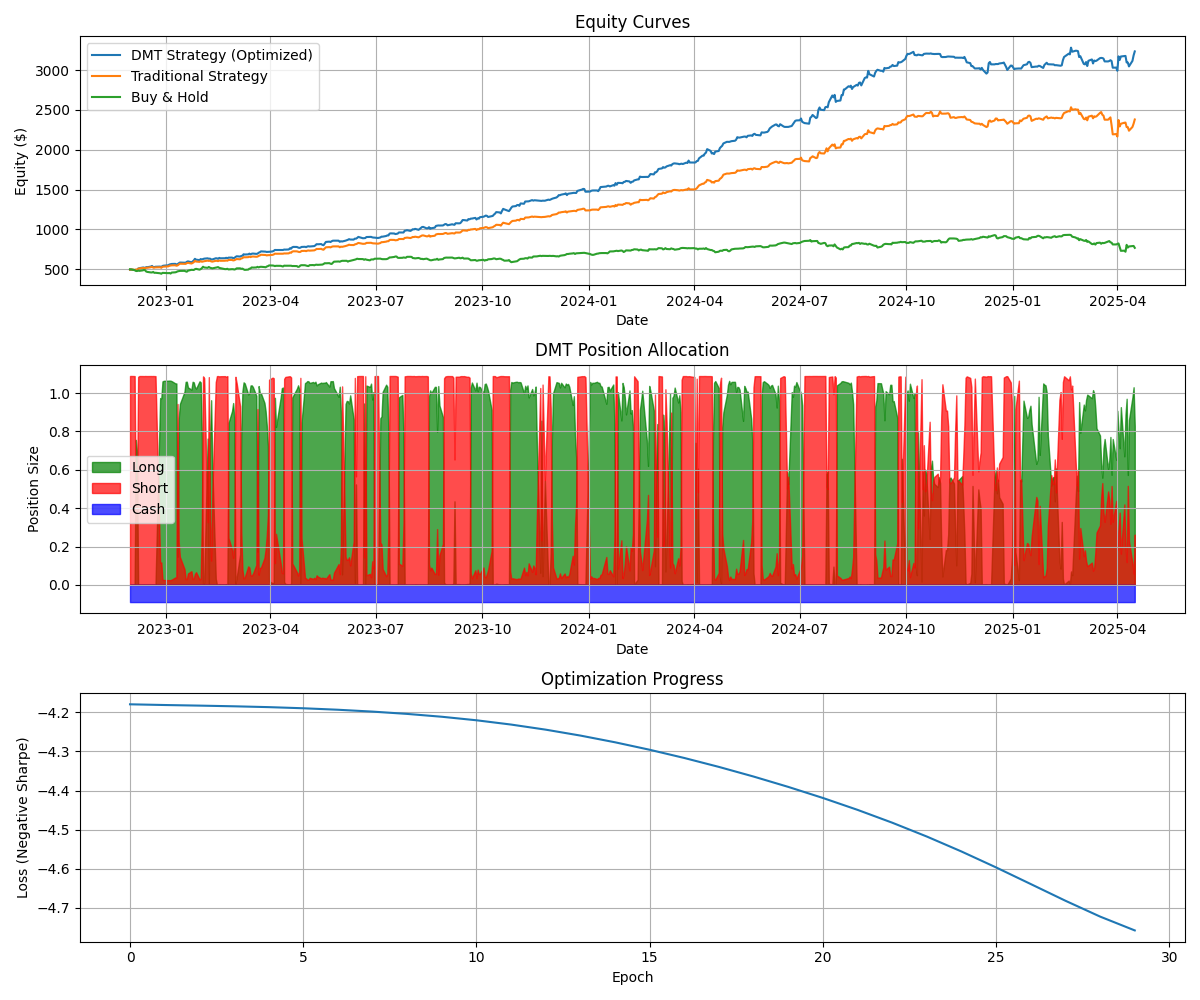 Equity Curves
DMT Strategy (Optimized)
Traditional Strategy
Buy & Hold
Equity ($)
3000
2500
2000
1500
1000
500
2023-01 2023-04 2023-07 2023-10 2024-01 2024-04 2024-07 2024-10 2025-01 2025-04
Date
DMT Position Allocation
Position Size
1.0
0.8
0.6
0.4
0.2
0.0
Long
Short
Cash
2023-01 2023-04 2023-07 2023-10 2024-01 2024-04 2024-07 2024-10 2025-01 2025-04
Date
Optimization Progress
Loss (Negative Sharpe)
−4.2
−4.3
−4.4
−4.5
−4.6
−4.7
0 5 10 15 20 25 30
Epoch